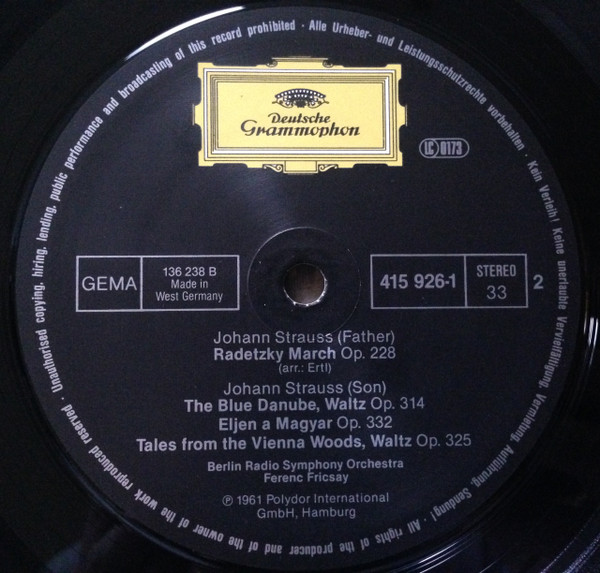 Unauthorised copying, hiring, lending, public performance and broadcasting of this record prohibited · Alle Urheber- und Leistungsschutzrechte vorbehalten · Kein Verleih! Keine unerlaubte Vervielfältigung, Vermietung, Aufführung, Sendung! · All rights of the producer and of the owner of the work reproduced reserved ·
Deutsche
Grammophon
LC 0173
GEMA
136 238 B
Made in
West Germany
415 926-1
STEREO
33
2
Johann Strauss (Father)
Radetzky March Op. 228
(arr.: Ertl)
Johann Strauss (Son)
The Blue Danube, Waltz Op. 314
Eljen a Magyar Op. 332
Tales from the Vienna Woods, Waltz Op. 325
Berlin Radio Symphony Orchestra
Ferenc Fricsay
℗ 1961 Polydor International
GmbH, Hamburg